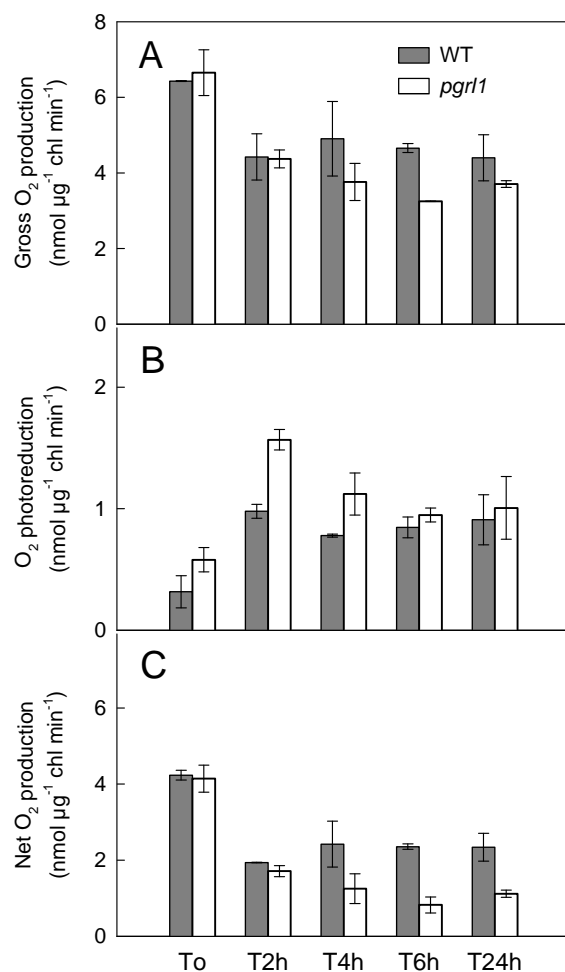 A
WT
pgrl1
Gross O₂ production
(nmol µg⁻¹ chl min⁻¹)
8
6
4
2
0
B
O₂ photoreduction
(nmol µg⁻¹ chl min⁻¹)
2
1
0
C
Net O₂ production
(nmol µg⁻¹ chl min⁻¹)
6
4
2
0
To T2h T4h T6h T24h